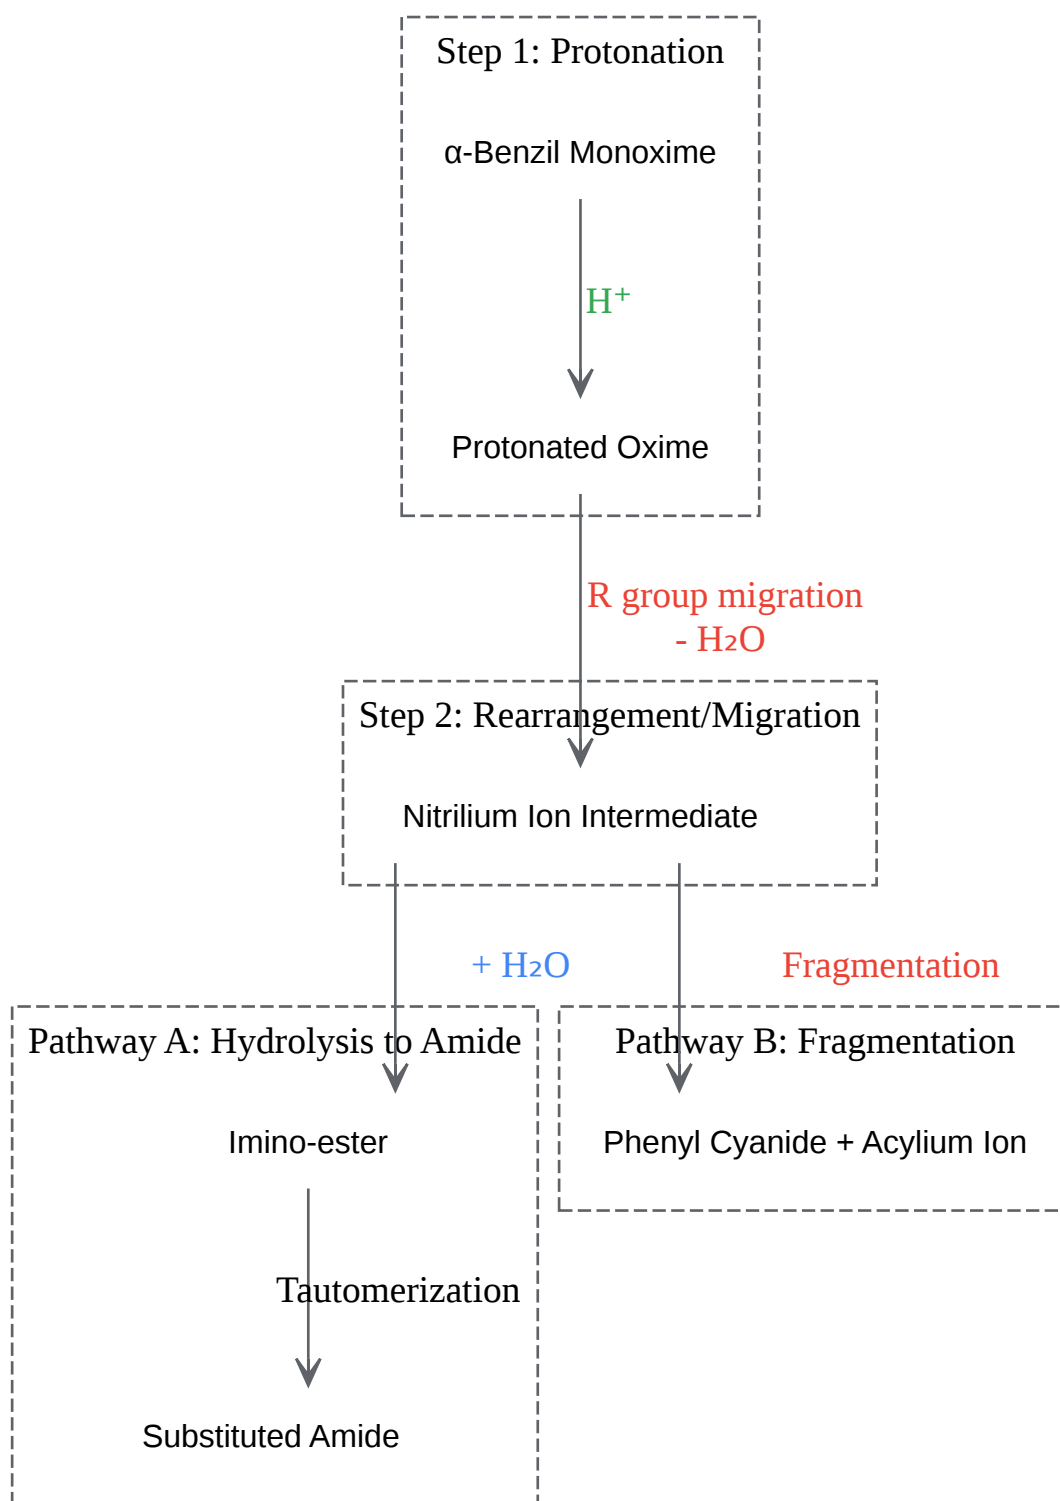 Step 1: Protonation
α-Benzil Monoxime
H⁺
Protonated Oxime
R group migration
- H₂O
Step 2: Rearrangement/Migration
Nitrilium Ion Intermediate
+ H₂O
Fragmentation
Pathway A: Hydrolysis to Amide
Pathway B: Fragmentation
Imino-ester
Phenyl Cyanide + Acylium Ion
Tautomerization
Substituted Amide